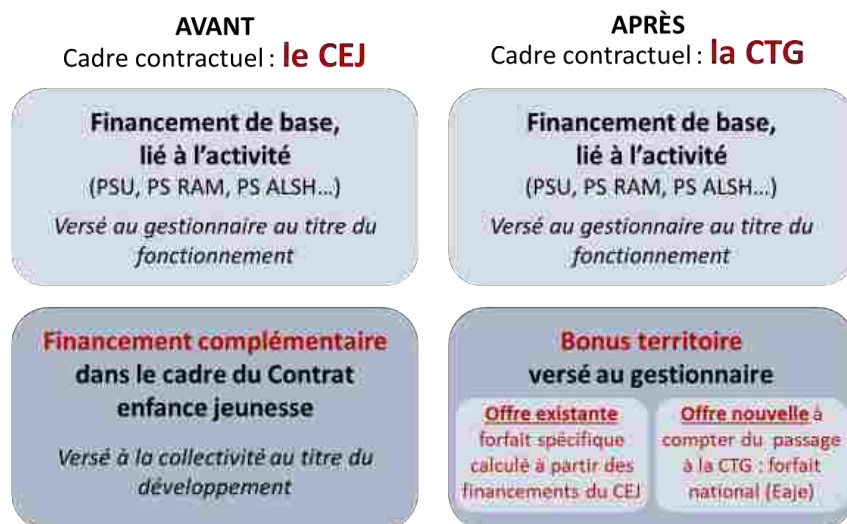 AVANT
Cadre contractuel : le CEJ
Financement de base,
lié à l'activité
(PSU, PS RAM, PS ALSH...)
Versé au gestionnaire au titre du
fonctionnement
Financement complémentaire
dans le cadre du Contrat
enfance jeunesse
Versé à la collectivité au titre du
développement
APRÈS
Cadre contractuel : la CTG
Financement de base,
lié à l'activité
(PSU, PS RAM, PS ALSH...)
Versé au gestionnaire au titre du
fonctionnement
Bonus territoire
versé au gestionnaire
Offre existante
forfait spécifique
calculé à partir des
financements du CEJ
Offre nouvelle à
compter du passage
à la CTG : forfait
national (Eaje)